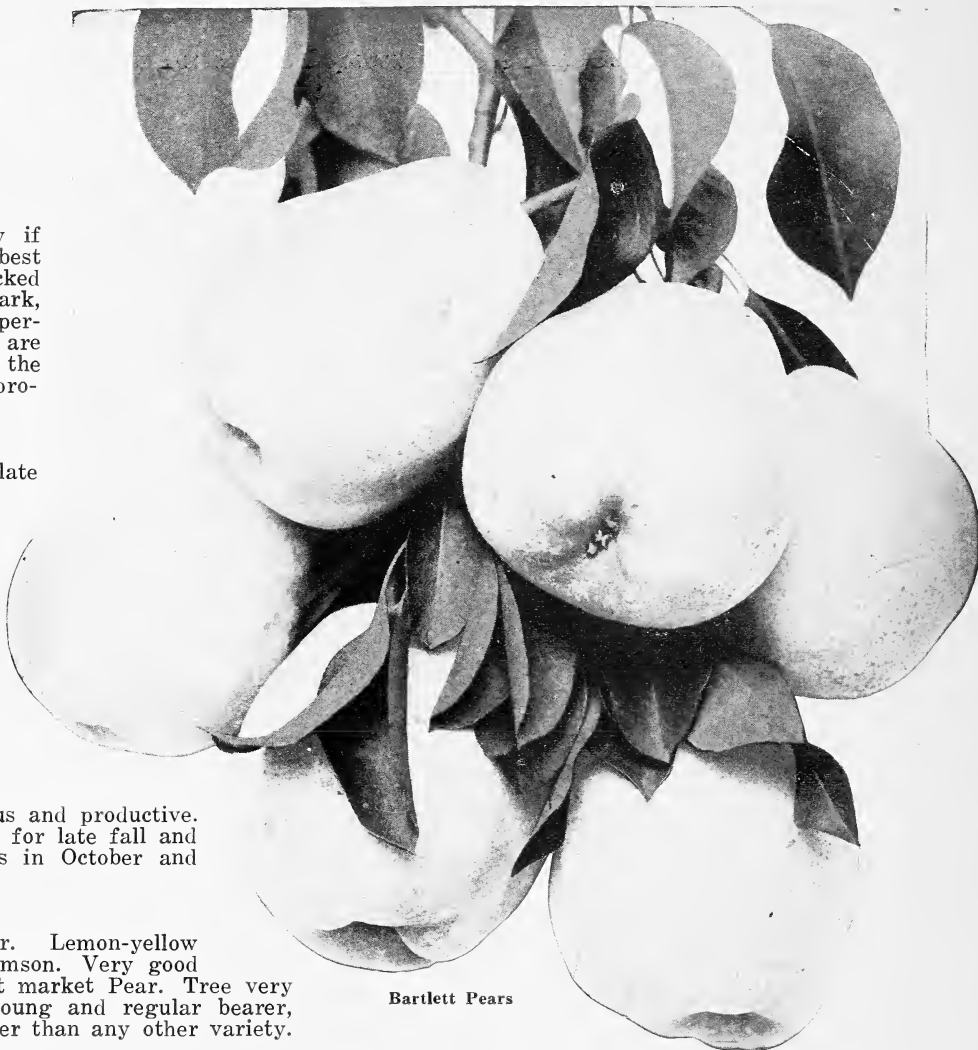 if
best
cked
ark,
per-
are
the
pro-
late
us and productive.
for late fall and
s in October and
r. Lemon-yellow
mson. Very good
t market Pear. Tree very
oung and regular bearer,
er than any other variety.
Bartlett Pears